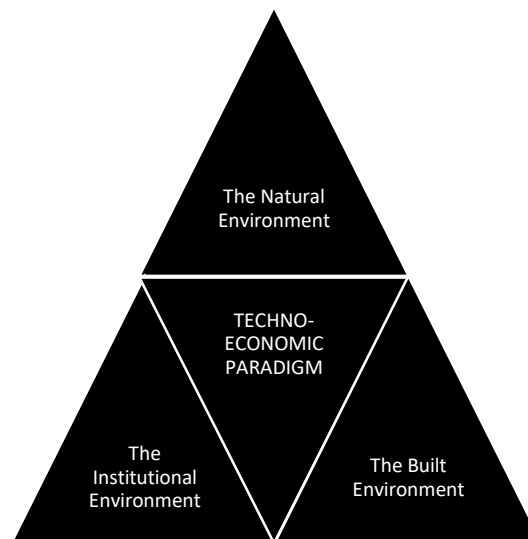 The Natural
Environment
TECHNO-
ECONOMIC
PARADIGM
The
Institutional
Environment
The Built
Environment